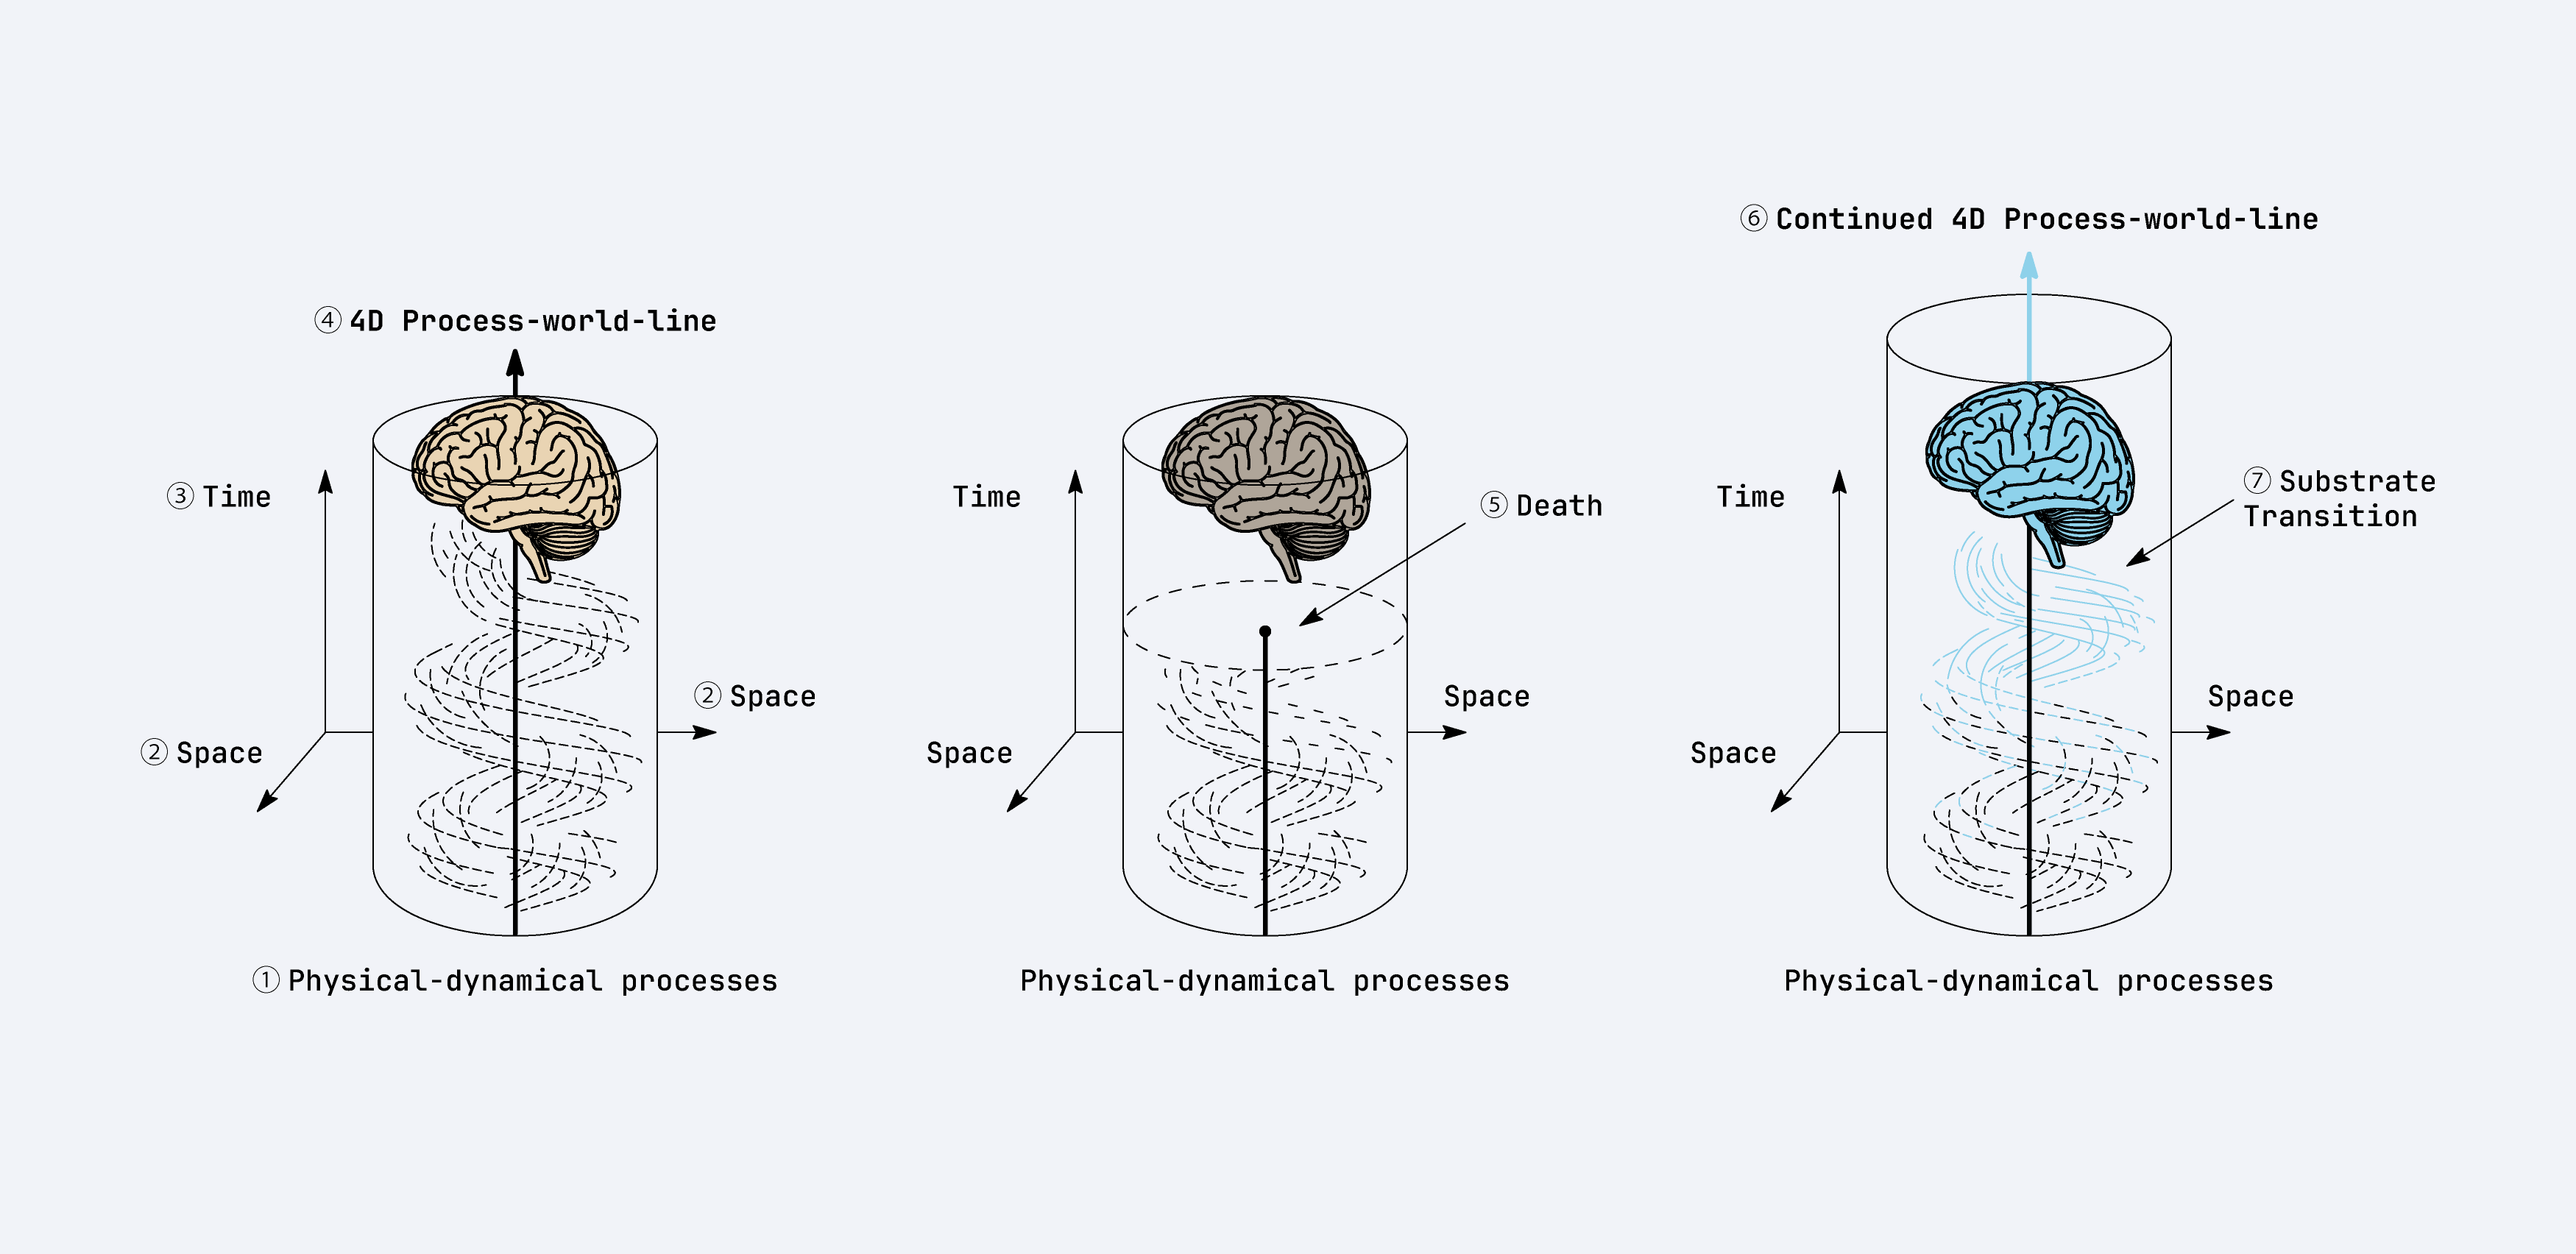 ④ 4D Process-world-line
③ Time
② Space
② Space
① Physical-dynamical processes
Time
⑤ Death
Space
Space
Physical-dynamical processes
⑥ Continued 4D Process-world-line
Time
⑦ Substrate
Transition
Space
Space
Physical-dynamical processes